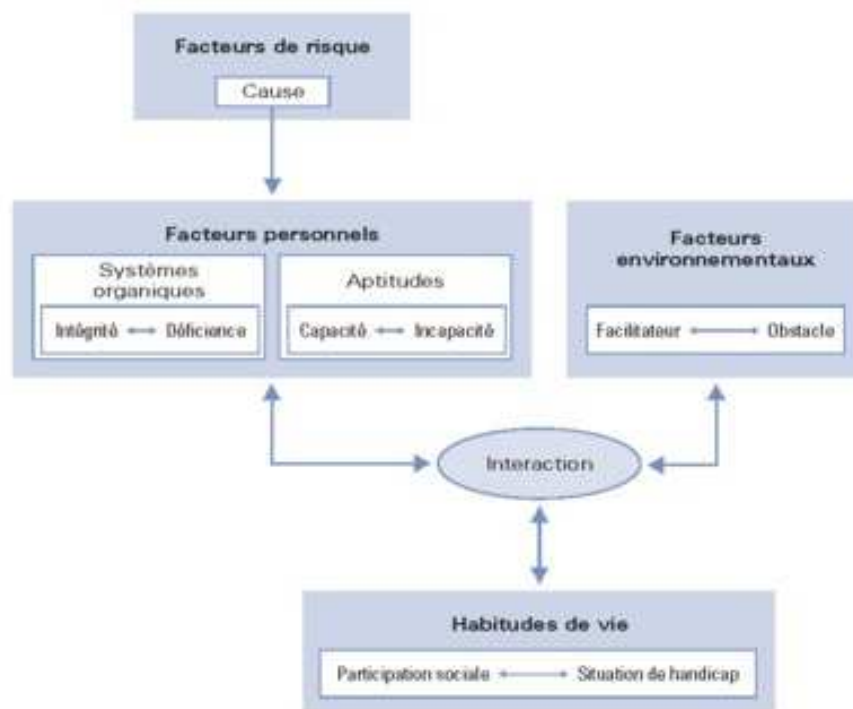 Facteurs de risque
Cause
Facteurs personnels
Systèmes
organiques
Intégrité
Déficience
Aptitudes
Capacité
Incapacité
Facteurs
environnementaux
Facilitateur
Obstacle
Interaction
Habitudes de vie
Participation sociale
Situation de handicap